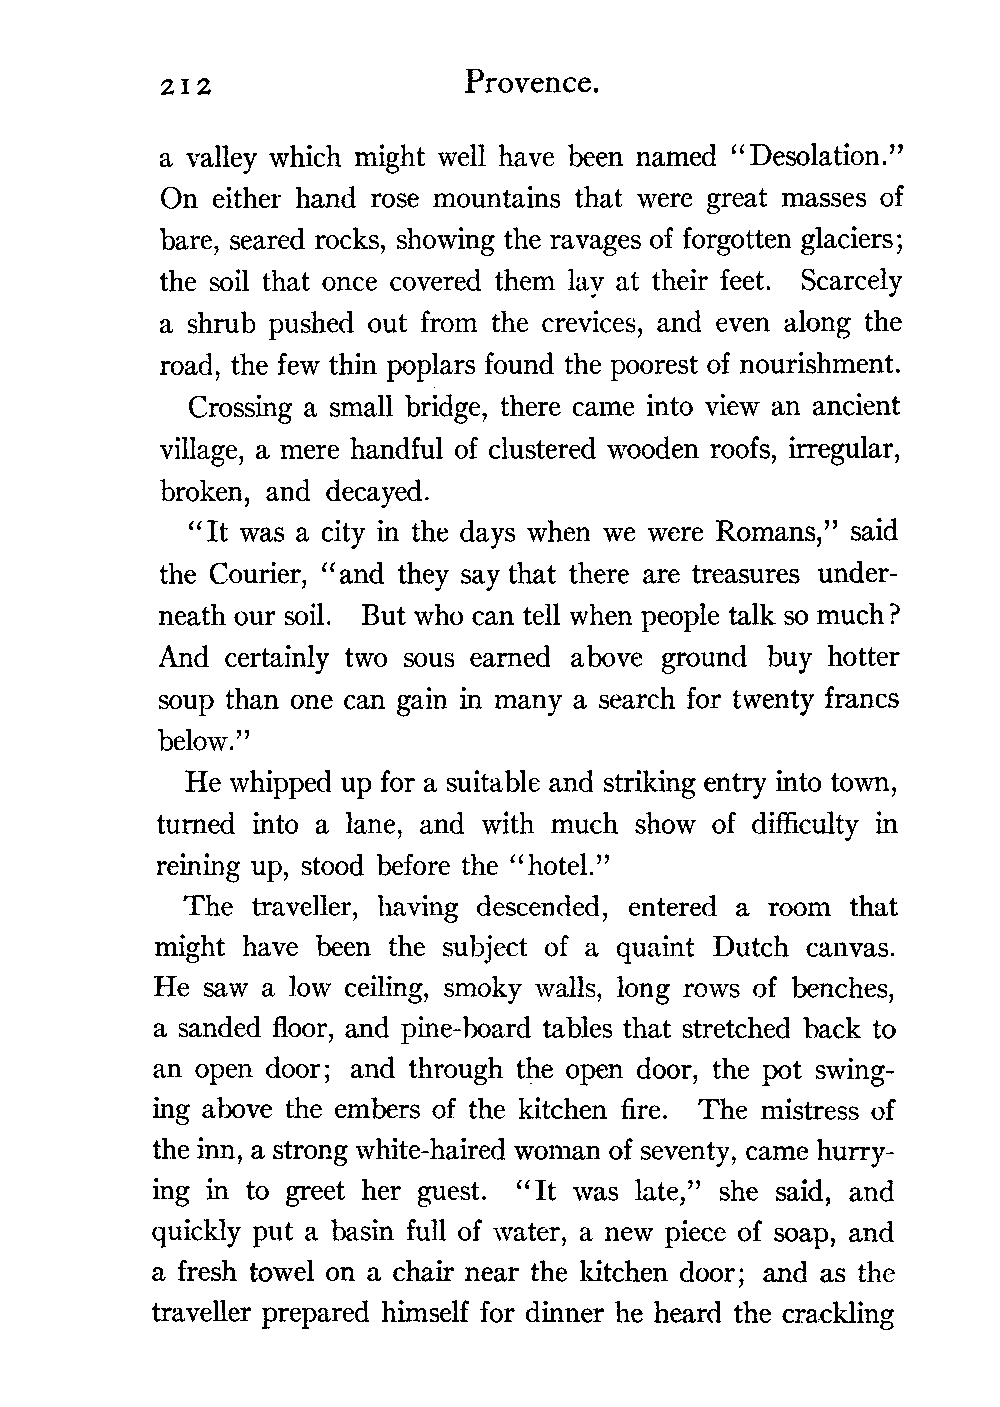 212 Provence.
a valley which might well have been named “Desolation.”
On either hand rose mountains that were great masses of
bare, seared rocks, showing the ravages of forgotten glaciers;
the soil that once covered them lay at their feet. Scarcely
a shrub pushed out from the crevices, and even along the
road, the few thin poplars found the poorest of nourishment.
Crossing a small bridge, there came into view an ancient
village, a mere handful of clustered wooden roofs, irregular,
broken, and decayed.
“It was a city in the days when we were Romans,” said
the Courier, “and they say that there are treasures under-
neath our soil. But who can tell when people talk so much?
And certainly two sous earned above ground buy hotter
soup than one can gain in many a search for twenty francs
below.”
He whipped up for a suitable and striking entry into town,
turned into a lane, and with much show of difficulty in
reining up, stood before the “hotel.”
The traveller, having descended, entered a room that
might have been the subject of a quaint Dutch canvas.
He saw a low ceiling, smoky walls, long rows of benches,
a sanded floor, and pine-board tables that stretched back to
an open door; and through the open door, the pot swing-
ing above the embers of the kitchen fire. The mistress of
the inn, a strong white-haired woman of seventy, came hurry-
ing in to greet her guest. “It was late,” she said, and
quickly put a basin full of water, a new piece of soap, and
a fresh towel on a chair near the kitchen door; and as the
traveller prepared himself for dinner he heard the crackling